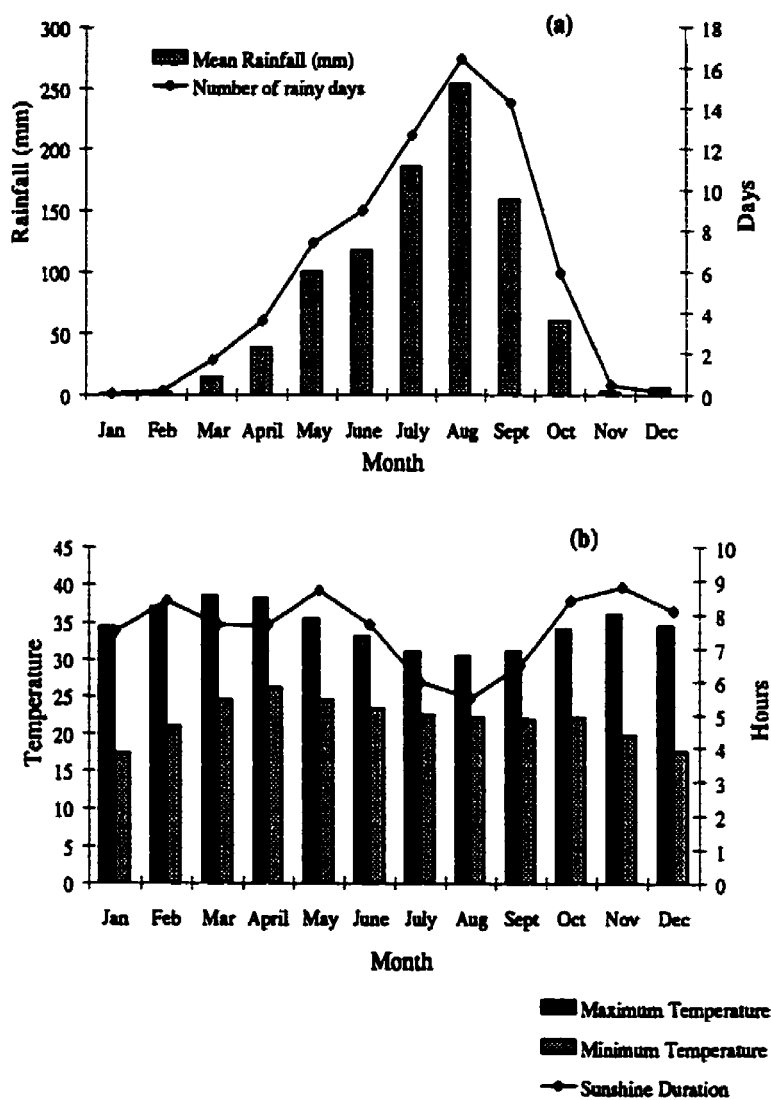 (a)
Mean Rainfall (mm)
Number of rainy days
Rainfall (mm)
300
250
200
150
100
50
0
18
16
14
12
10
8
6
4
2
0
Days
Jan Feb Mar April May June July Aug Sept Oct Nov Dec
Month
(b)
Temperature
45
40
35
30
25
20
15
10
5
0
10
9
8
7
6
5
4
3
2
1
0
Hours
Jan Feb Mar April May June July Aug Sept Oct Nov Dec
Month
Maximum Temperature
Minimum Temperature
Sunshine Duration